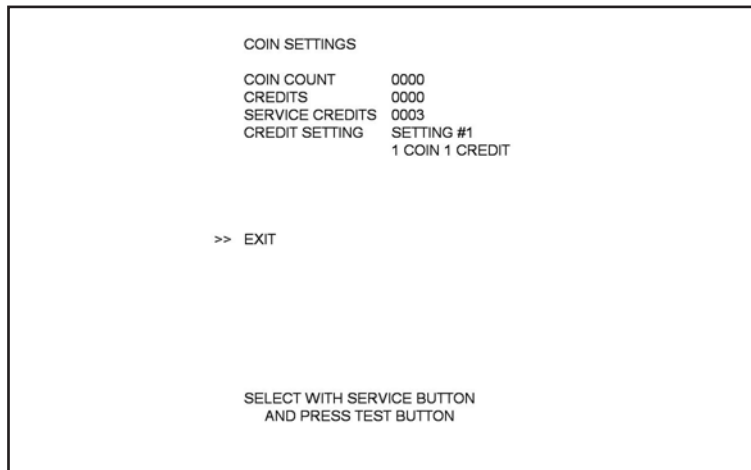 COIN SETTINGS
COIN COUNT 0000
CREDITS 0000
SERVICE CREDITS 0003
CREDIT SETTING SETTING #1
1 COIN 1 CREDIT
>> EXIT
SELECT WITH SERVICE BUTTON
AND PRESS TEST BUTTON